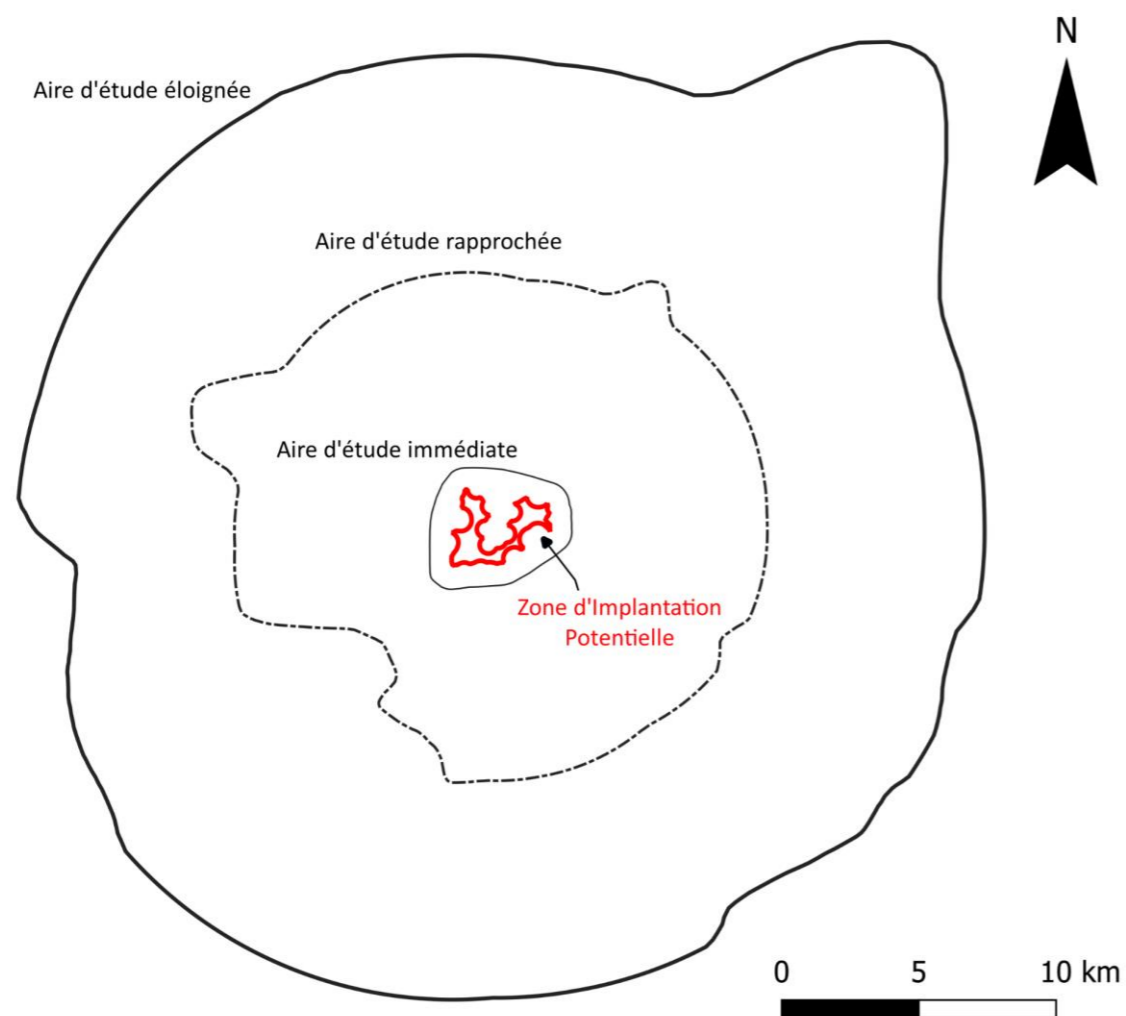 N
Aire d'étude éloignée
Aire d'étude rapprochée
Aire d'étude immédiate
Zone d'Implantation
Potentielle
0 5 10 km